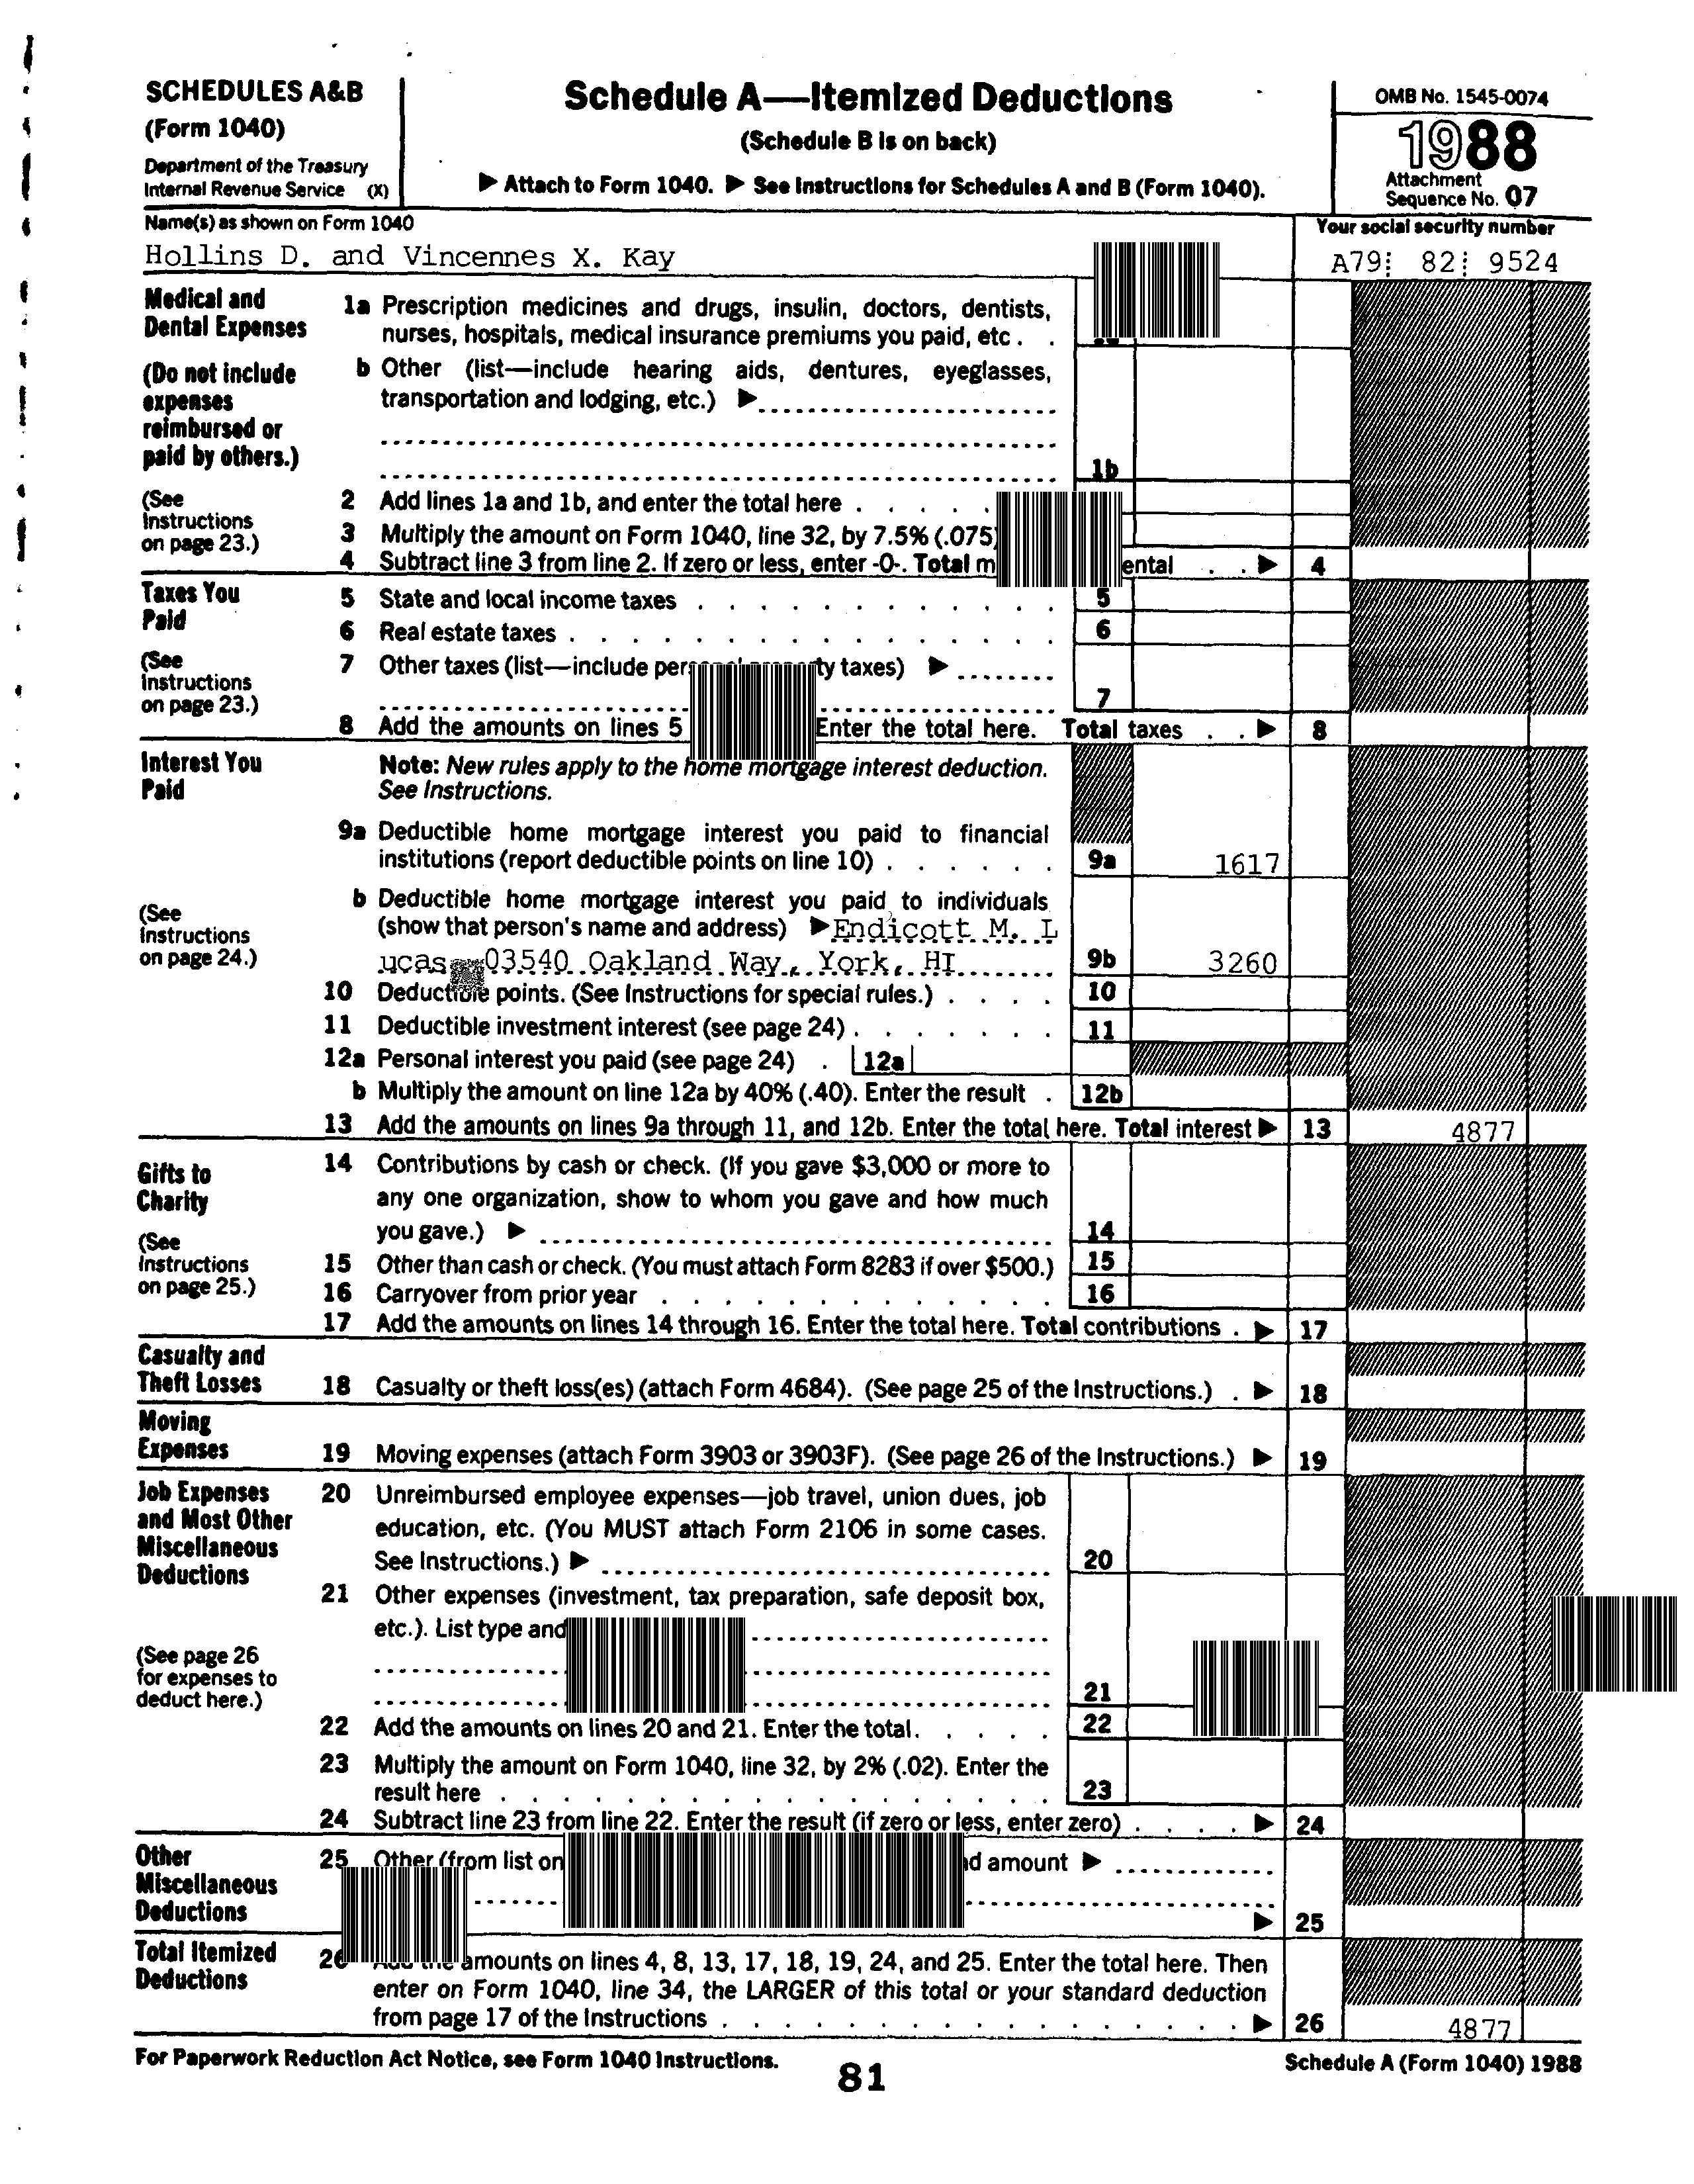 SCHEDULES A&B
(Form 1040)
Department of the Treasury
Internal Revenue Service (X)
Schedule A—Itemized Deductions
(Schedule B is on back)
▶ Attach to Form 1040. ▶ See Instructions for Schedules A and B (Form 1040).
OMB No. 1545-0074
1988
Attachment
Sequence No. 07
Name(s) as shown on Form 1040
Hollins D. and Vincennes X. Kay
Your social security number
A79 82 9524
Medical and
Dental Expenses
(Do not include
expenses
reimbursed or
paid by others.)
(See
Instructions
on page 23.)
1a Prescription medicines and drugs, insulin, doctors, dentists,
nurses, hospitals, medical insurance premiums you paid, etc . .
b Other (list—include hearing aids, dentures, eyeglasses,
transportation and lodging, etc.) ▶
1b
2 Add lines 1a and 1b, and enter the total here . . . . .
3 Multiply the amount on Form 1040, line 32, by 7.5% (.075)
4 Subtract line 3 from line 2. If zero or less, enter -0-. Total m ental . . ▶ 4
Taxes You
Paid
(See
Instructions
on page 23.)
5 State and local income taxes . . . . . . . . . . . . 5
6 Real estate taxes . . . . . . . . . . . . . . . . 6
7 Other taxes (list—include per ty taxes) ▶
7
8 Add the amounts on lines 5 Enter the total here. Total taxes . . ▶ 8
Interest You
Paid
(See
Instructions
on page 24.)
Note: New rules apply to the home mortgage interest deduction.
See Instructions.
9a Deductible home mortgage interest you paid to financial
institutions (report deductible points on line 10) . . . . . . 9a 1617
b Deductible home mortgage interest you paid to individuals
(show that person's name and address) ▶ Endicott M. L
ucas 03540 Oakland Way, York, HI 9b 3260
10 Deductible points. (See Instructions for special rules.) . . . . 10
11 Deductible investment interest (see page 24) . . . . . . . 11
12a Personal interest you paid (see page 24) . 12a
b Multiply the amount on line 12a by 40% (.40). Enter the result . 12b
13 Add the amounts on lines 9a through 11, and 12b. Enter the total here. Total interest ▶ 13 4877
Gifts to
Charity
(See
Instructions
on page 25.)
14 Contributions by cash or check. (If you gave $3,000 or more to
any one organization, show to whom you gave and how much
you gave.) ▶ 14
15 Other than cash or check. (You must attach Form 8283 if over $500.) 15
16 Carryover from prior year . . . . . . . . . . . . . 16
17 Add the amounts on lines 14 through 16. Enter the total here. Total contributions . ▶ 17
Casualty and
Theft Losses
18 Casualty or theft loss(es) (attach Form 4684). (See page 25 of the Instructions.) . ▶ 18
Moving
Expenses
19 Moving expenses (attach Form 3903 or 3903F). (See page 26 of the Instructions.) ▶ 19
Job Expenses
and Most Other
Miscellaneous
Deductions
(See page 26
for expenses to
deduct here.)
20 Unreimbursed employee expenses—job travel, union dues, job
education, etc. (You MUST attach Form 2106 in some cases.
See Instructions.) ▶ 20
21 Other expenses (investment, tax preparation, safe deposit box,
etc.). List type and
21
22 Add the amounts on lines 20 and 21. Enter the total. . . . . 22
23 Multiply the amount on Form 1040, line 32, by 2% (.02). Enter the
result here . . . . . . . . . . . . . . . . . 23
24 Subtract line 23 from line 22. Enter the result (if zero or less, enter zero) . . . . ▶ 24
Other
Miscellaneous
Deductions
25 Other (from list on d amount ▶
▶ 25
Total Itemized
Deductions
26 amounts on lines 4, 8, 13, 17, 18, 19, 24, and 25. Enter the total here. Then
enter on Form 1040, line 34, the LARGER of this total or your standard deduction
from page 17 of the Instructions . . . . . . . . . . . . . . . . ▶ 26 4877
For Paperwork Reduction Act Notice, see Form 1040 Instructions.
81
Schedule A (Form 1040) 1988